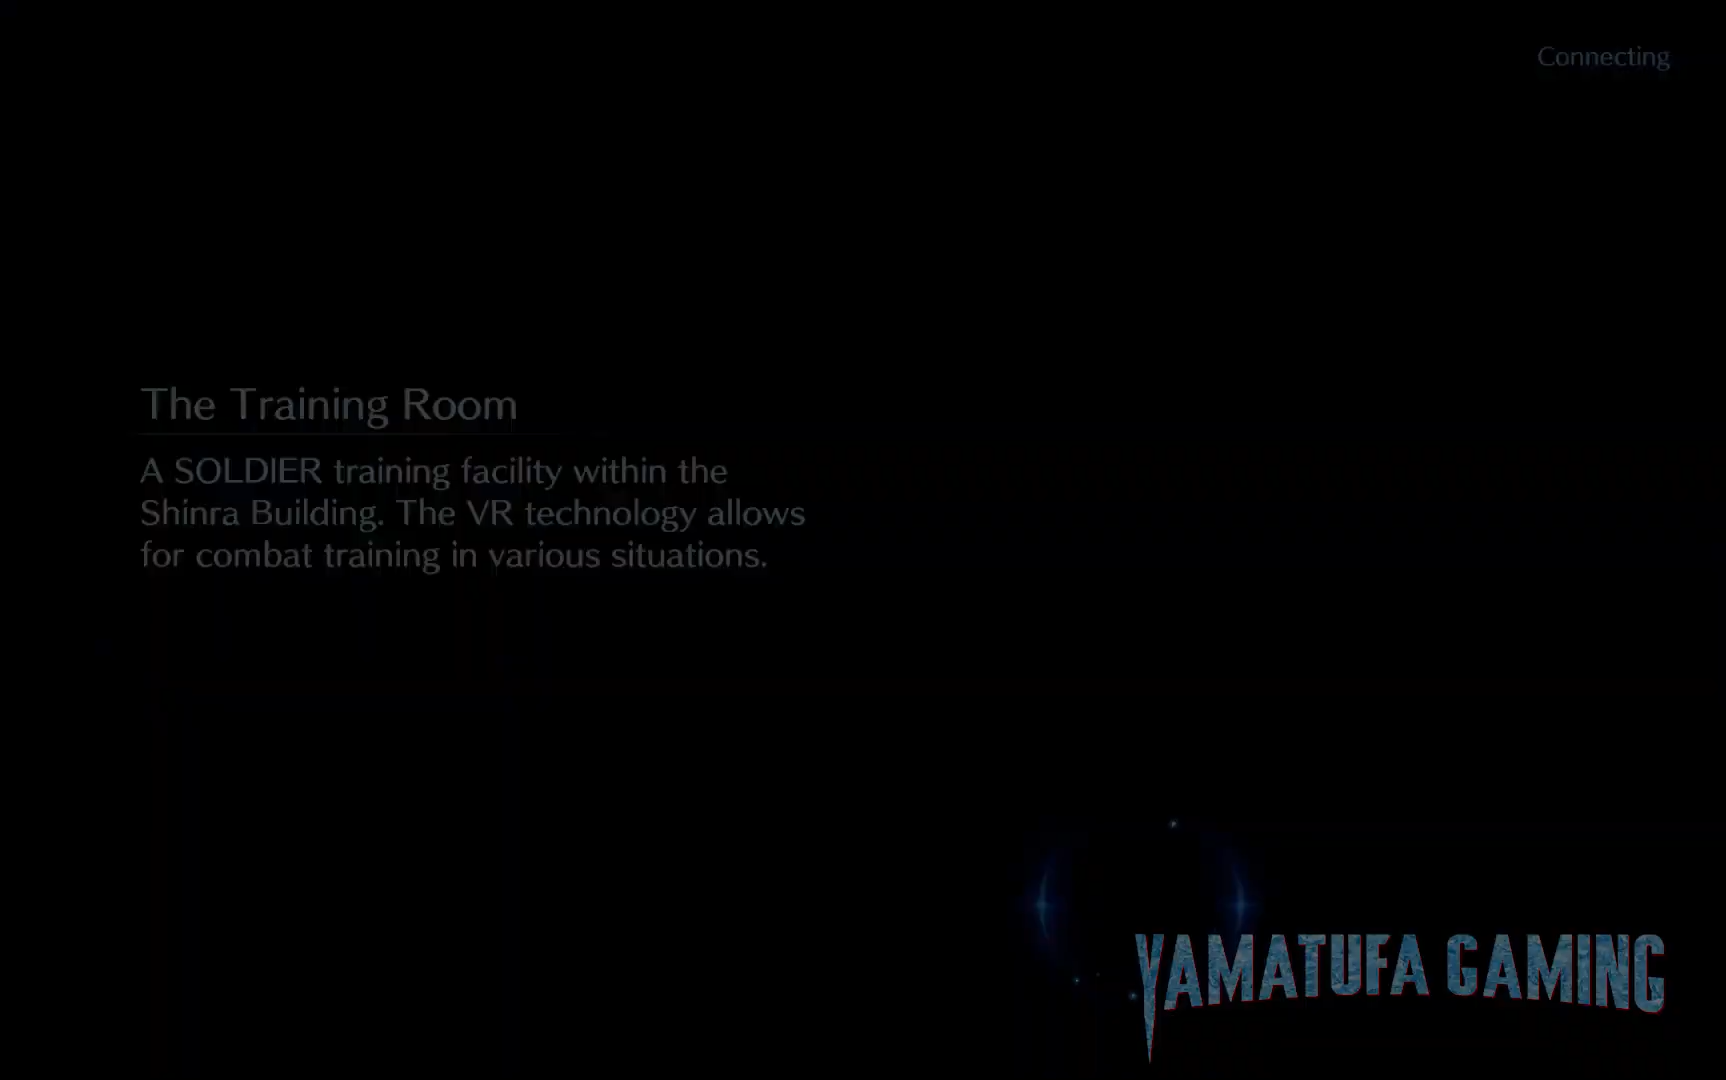 Connecting
The Training Room
A SOLDIER training facility within the
Shinra Building. The VR technology allows
for combat training in various situations.
YAMATUFA GAMING